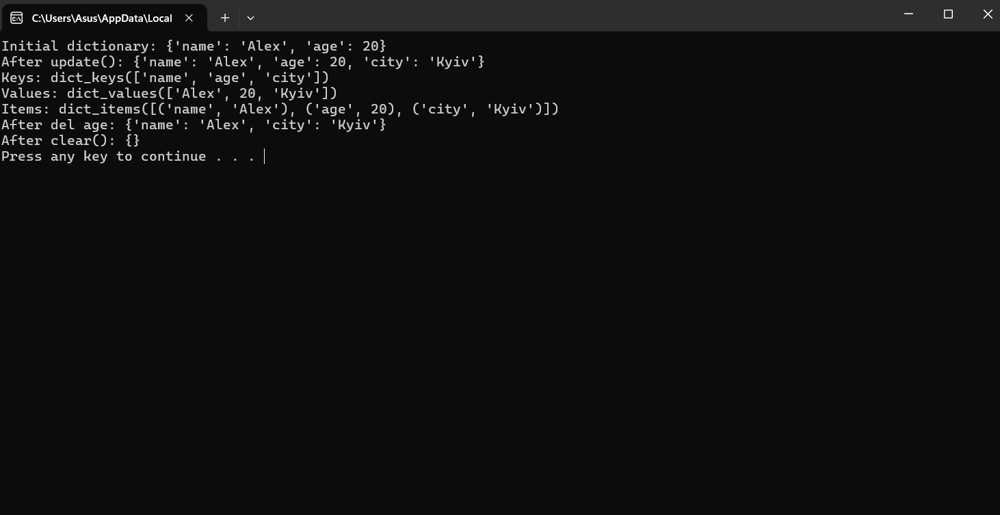 C:\Users\Asus\AppData\Local
Initial dictionary: {'name': 'Alex', 'age': 20}
After update(): {'name': 'Alex', 'age': 20, 'city': 'Kyiv'}
Keys: dict_keys(['name', 'age', 'city'])
Values: dict_values(['Alex', 20, 'Kyiv'])
Items: dict_items([('name', 'Alex'), ('age', 20), ('city', 'Kyiv')])
After del age: {'name': 'Alex', 'city': 'Kyiv'}
After clear(): {}
Press any key to continue . . .